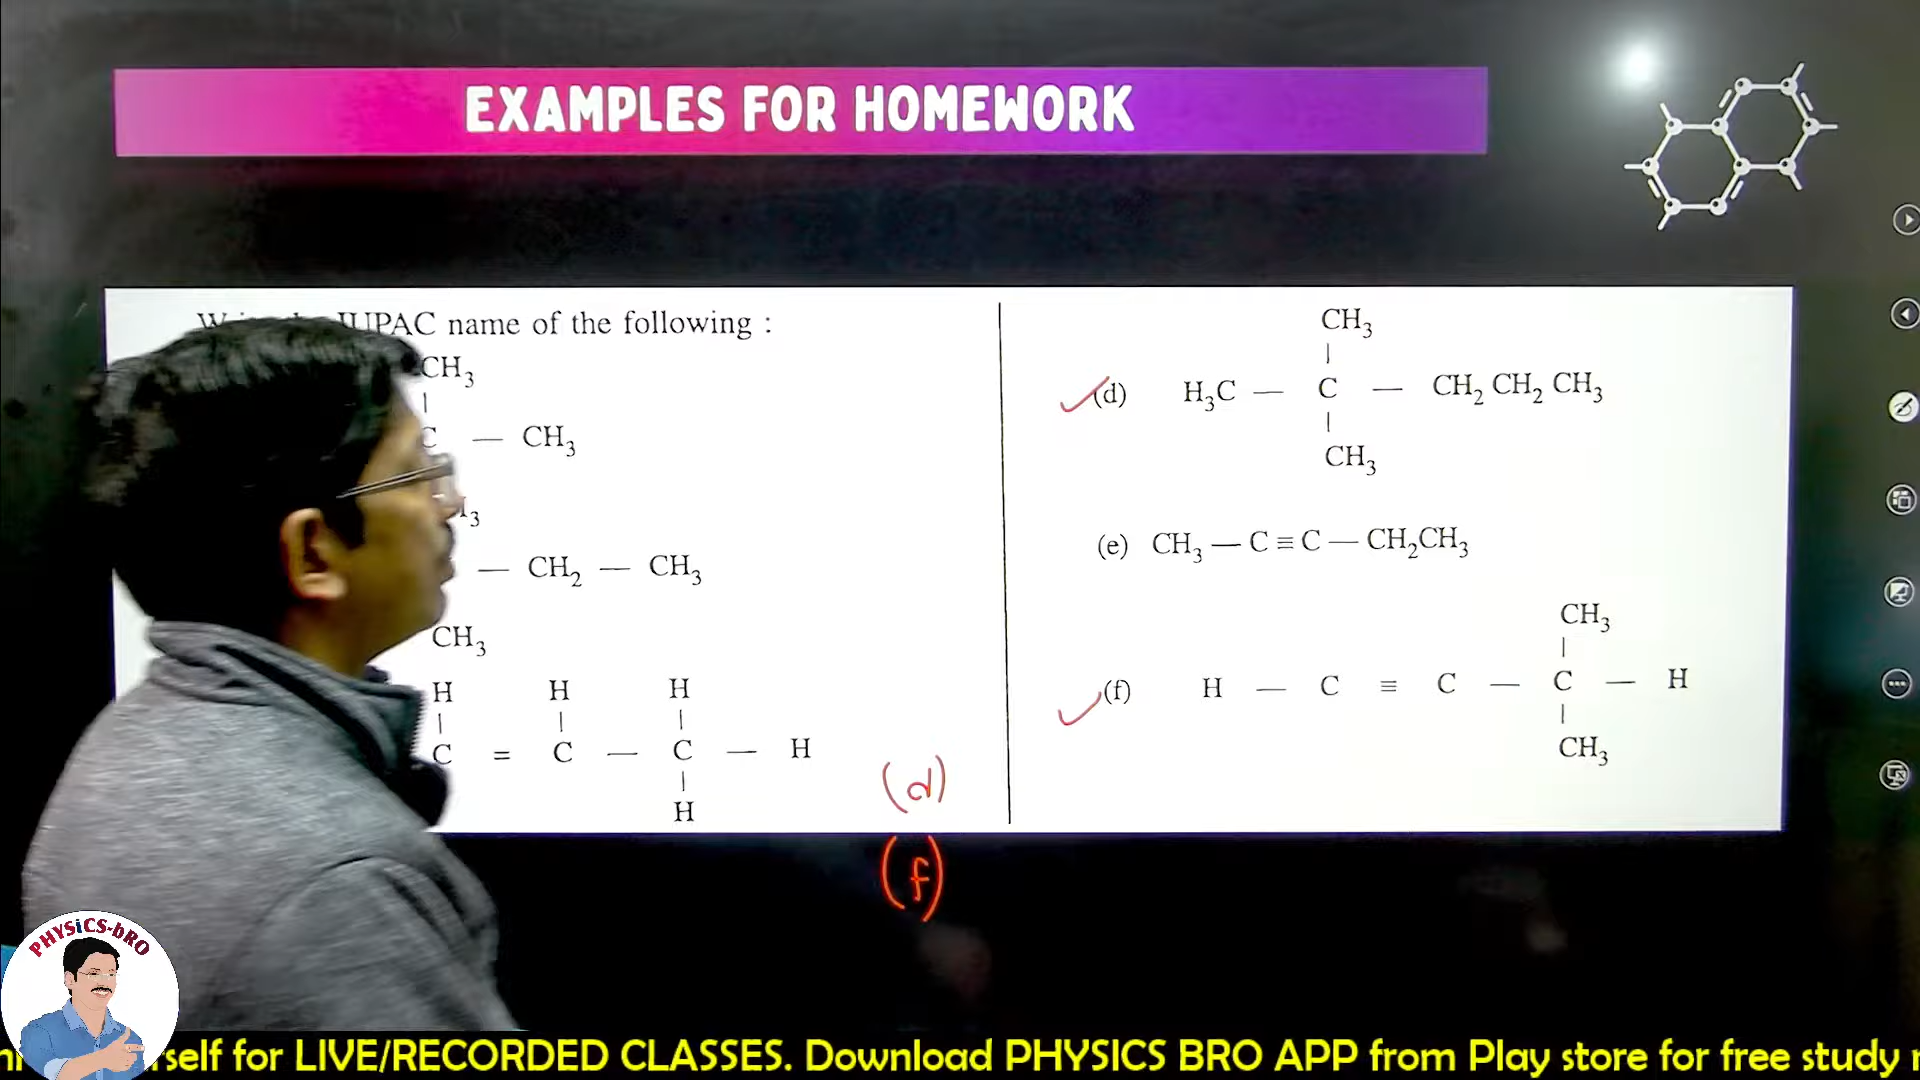 EXAMPLES FOR HOMEWORK
IUPAC name of the following :
CH₃
|
C — CH₃
₃
— CH₂ — CH₃
CH₃
H H H
| | |
C = C — C — H
|
H
(d)
(f)
CH₃
|
(d) H₃C — C — CH₂ CH₂ CH₃
|
CH₃
(e) CH₃ — C ≡ C — CH₂CH₃
CH₃
|
(f) H — C ≡ C — C — H
|
CH₃
PHYSiCS-bRO
rself for LIVE/RECORDED CLASSES. Download PHYSICS BRO APP from Play store for free study